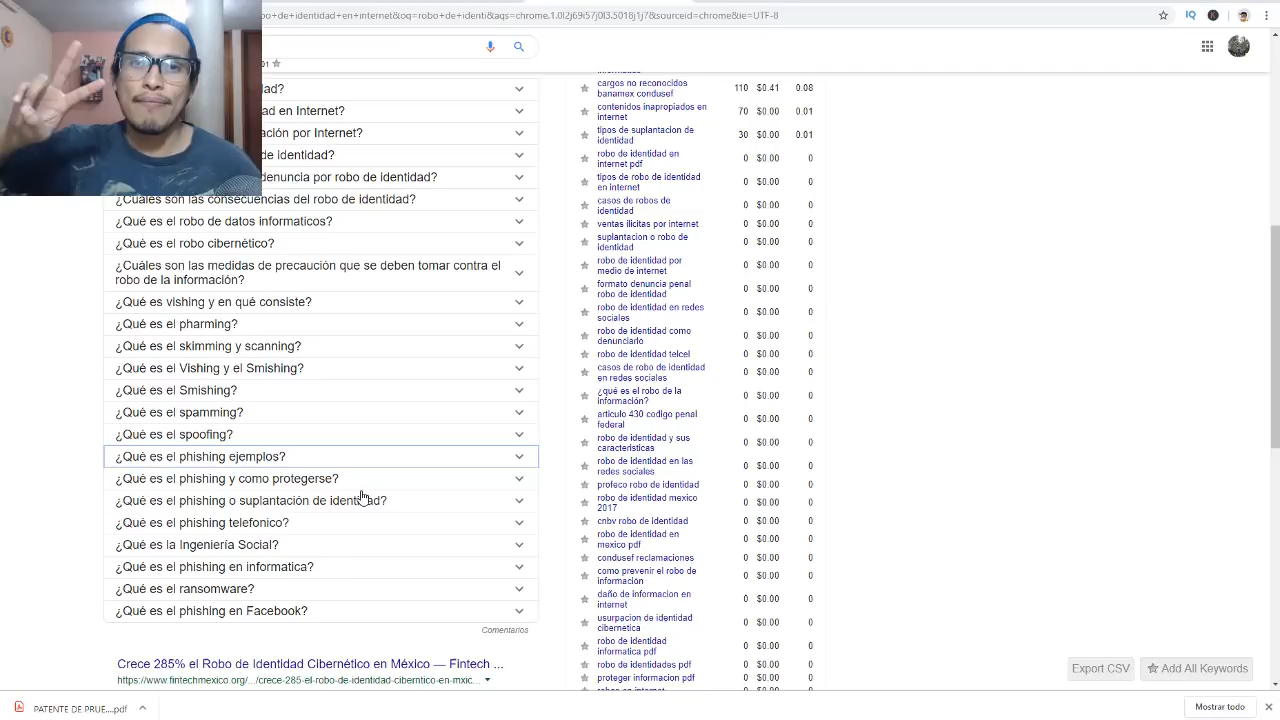 bo+de+identidad+en+internet&oq=robo+de+identi&aqs=chrome.1.0l2j69i57j0l3.5018j1j7&sourceid=chrome&ie=UTF-8
dad?
ad en Internet?
ación por Internet?
de identidad?
denuncia por robo de identidad?
¿Cuáles son las consecuencias del robo de identidad?
¿Qué es el robo de datos informaticos?
¿Qué es el robo cibernético?
¿Cuáles son las medidas de precaución que se deben tomar contra el
robo de la información?
¿Qué es vishing y en qué consiste?
¿Qué es el pharming?
¿Qué es el skimming y scanning?
¿Qué es el Vishing y el Smishing?
¿Qué es el Smishing?
¿Qué es el spamming?
¿Qué es el spoofing?
¿Qué es el phishing ejemplos?
¿Qué es el phishing y como protegerse?
¿Qué es el phishing o suplantación de identidad?
¿Qué es el phishing telefonico?
¿Qué es la Ingeniería Social?
¿Qué es el phishing en informatica?
¿Qué es el ransomware?
¿Qué es el phishing en Facebook?
Comentarios
Crece 285% el Robo de Identidad Cibernético en México — Fintech ...
https://www.fintechmexico.org/.../crece-285-el-robo-de-identidad-ciberntico-en-mxic...
cargos no reconocidos
banamex condusef 110 $0.41 0.08
contenidos inapropiados en
internet 70 $0.00 0.01
tipos de suplantacion de
identidad 30 $0.00 0.01
robo de identidad en
internet pdf 0 $0.00 0
tipos de robo de identidad
en internet 0 $0.00 0
casos de robos de
identidad 0 $0.00 0
ventas ilicitas por internet 0 $0.00 0
suplantacion o robo de
identidad 0 $0.00 0
robo de identidad por
medio de internet 0 $0.00 0
formato denuncia penal
robo de identidad 0 $0.00 0
robo de identidad en redes
sociales 0 $0.00 0
robo de identidad como
denunciarlo 0 $0.00 0
robo de identidad telcel 0 $0.00 0
casos de robo de identidad
en redes sociales 0 $0.00 0
¿qué es el robo de la
información? 0 $0.00 0
articulo 430 codigo penal
federal 0 $0.00 0
robo de identidad y sus
caracteristicas 0 $0.00 0
robo de identidad en las
redes sociales 0 $0.00 0
profeco robo de identidad 0 $0.00 0
robo de identidad mexico
2017 0 $0.00 0
cnbv robo de identidad 0 $0.00 0
robo de identidad en
mexico pdf 0 $0.00 0
condusef reclamaciones 0 $0.00 0
como prevenir el robo de
información 0 $0.00 0
daño de informacion en
internet 0 $0.00 0
usurpacion de identidad
cibernetica 0 $0.00 0
robo de identidad
informatica pdf 0 $0.00 0
robo de identidades pdf 0 $0.00 0
proteger informacion pdf 0 $0.00 0
Export CSV
Add All Keywords
PATENTE DE PRUE....pdf
Mostrar todo